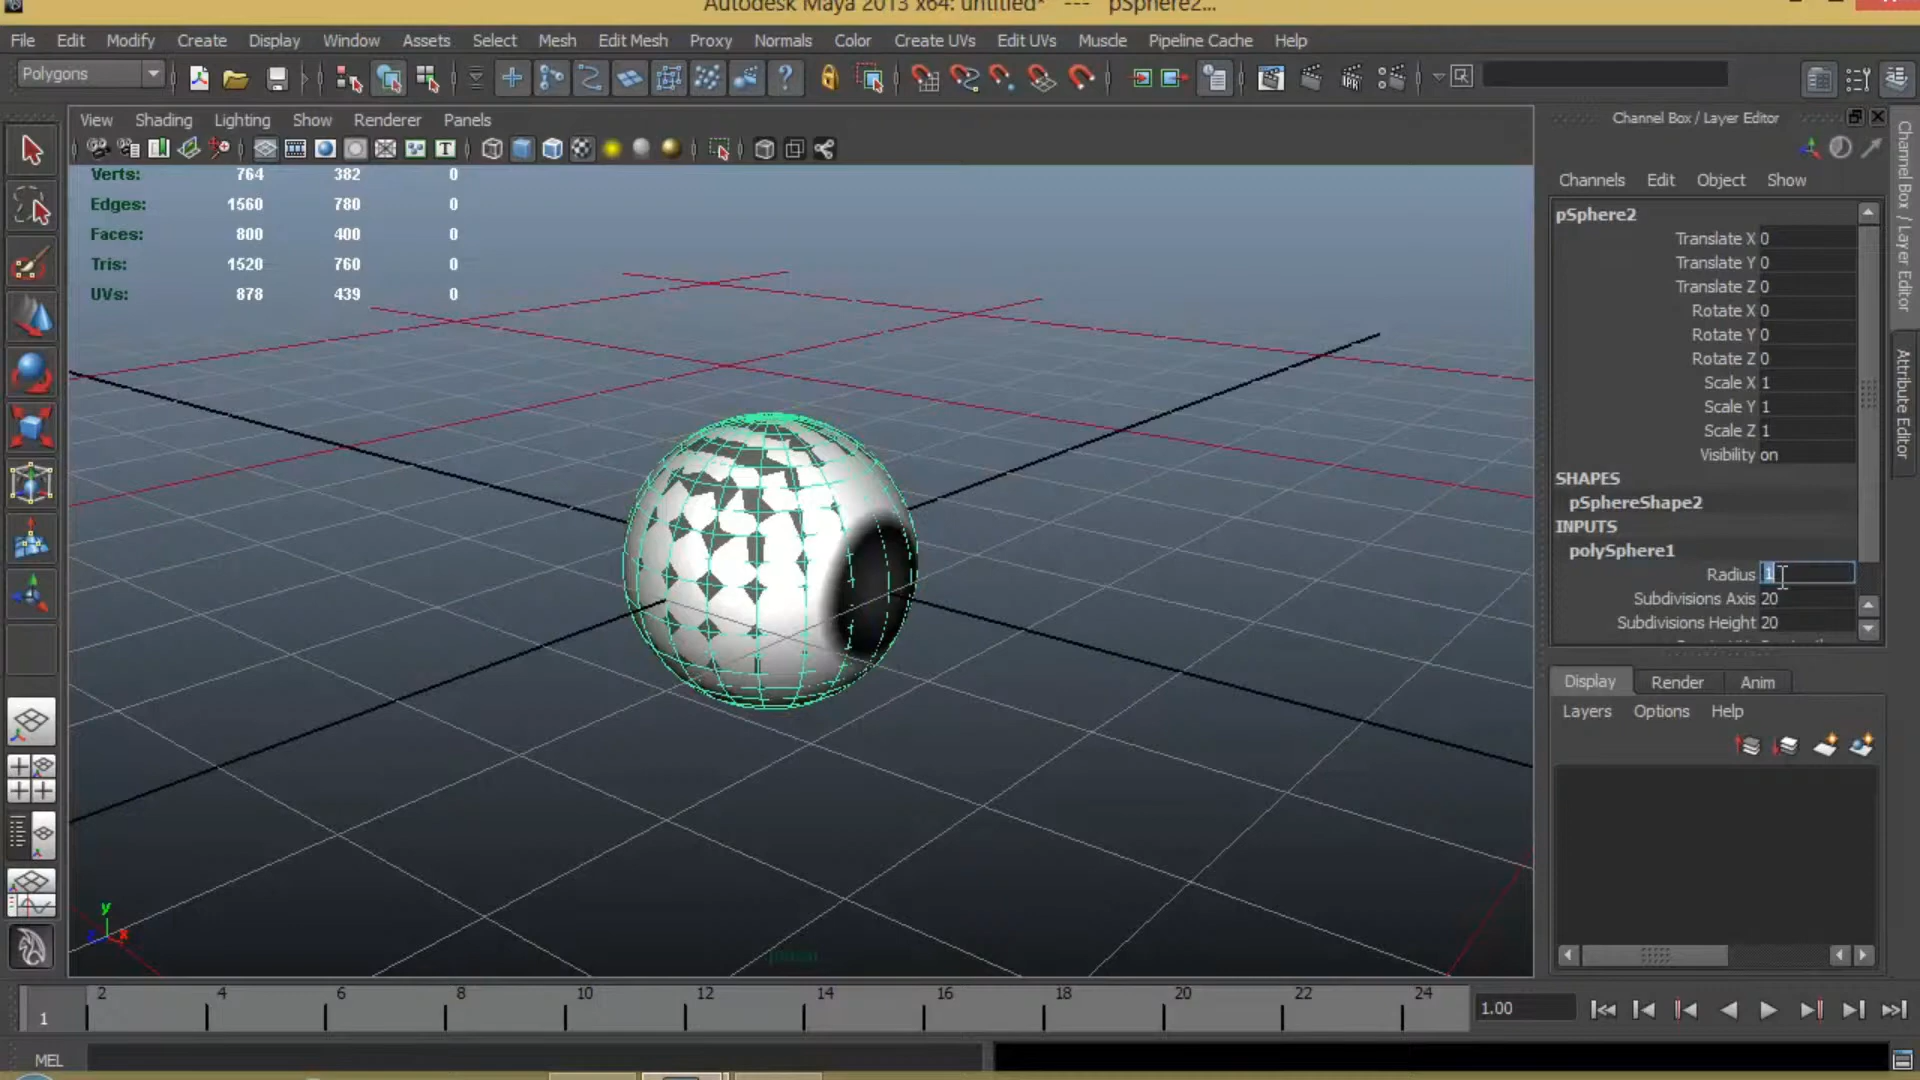 Autodesk Maya 2013 x64: untitled* --- pSphere2...
File Edit Modify Create Display Window Assets Select Mesh Edit Mesh Proxy Normals Color Create UVs Edit UVs Muscle Pipeline Cache Help
Polygons
View Shading Lighting Show Renderer Panels
Verts: 764 382 0
Edges: 1560 780 0
Faces: 800 400 0
Tris: 1520 760 0
UVs: 878 439 0
Channel Box / Layer Editor
Channels Edit Object Show
pSphere2
Translate X 0
Translate Y 0
Translate Z 0
Rotate X 0
Rotate Y 0
Rotate Z 0
Scale X 1
Scale Y 1
Scale Z 1
Visibility on
SHAPES
pSphereShape2
INPUTS
polySphere1
Radius 1
Subdivisions Axis 20
Subdivisions Height 20
Display Render Anim
Layers Options Help
Channel Box / Layer Editor
Attribute Editor
y
z x
persp
1 2 4 6 8 10 12 14 16 18 20 22 24
1.00
MEL